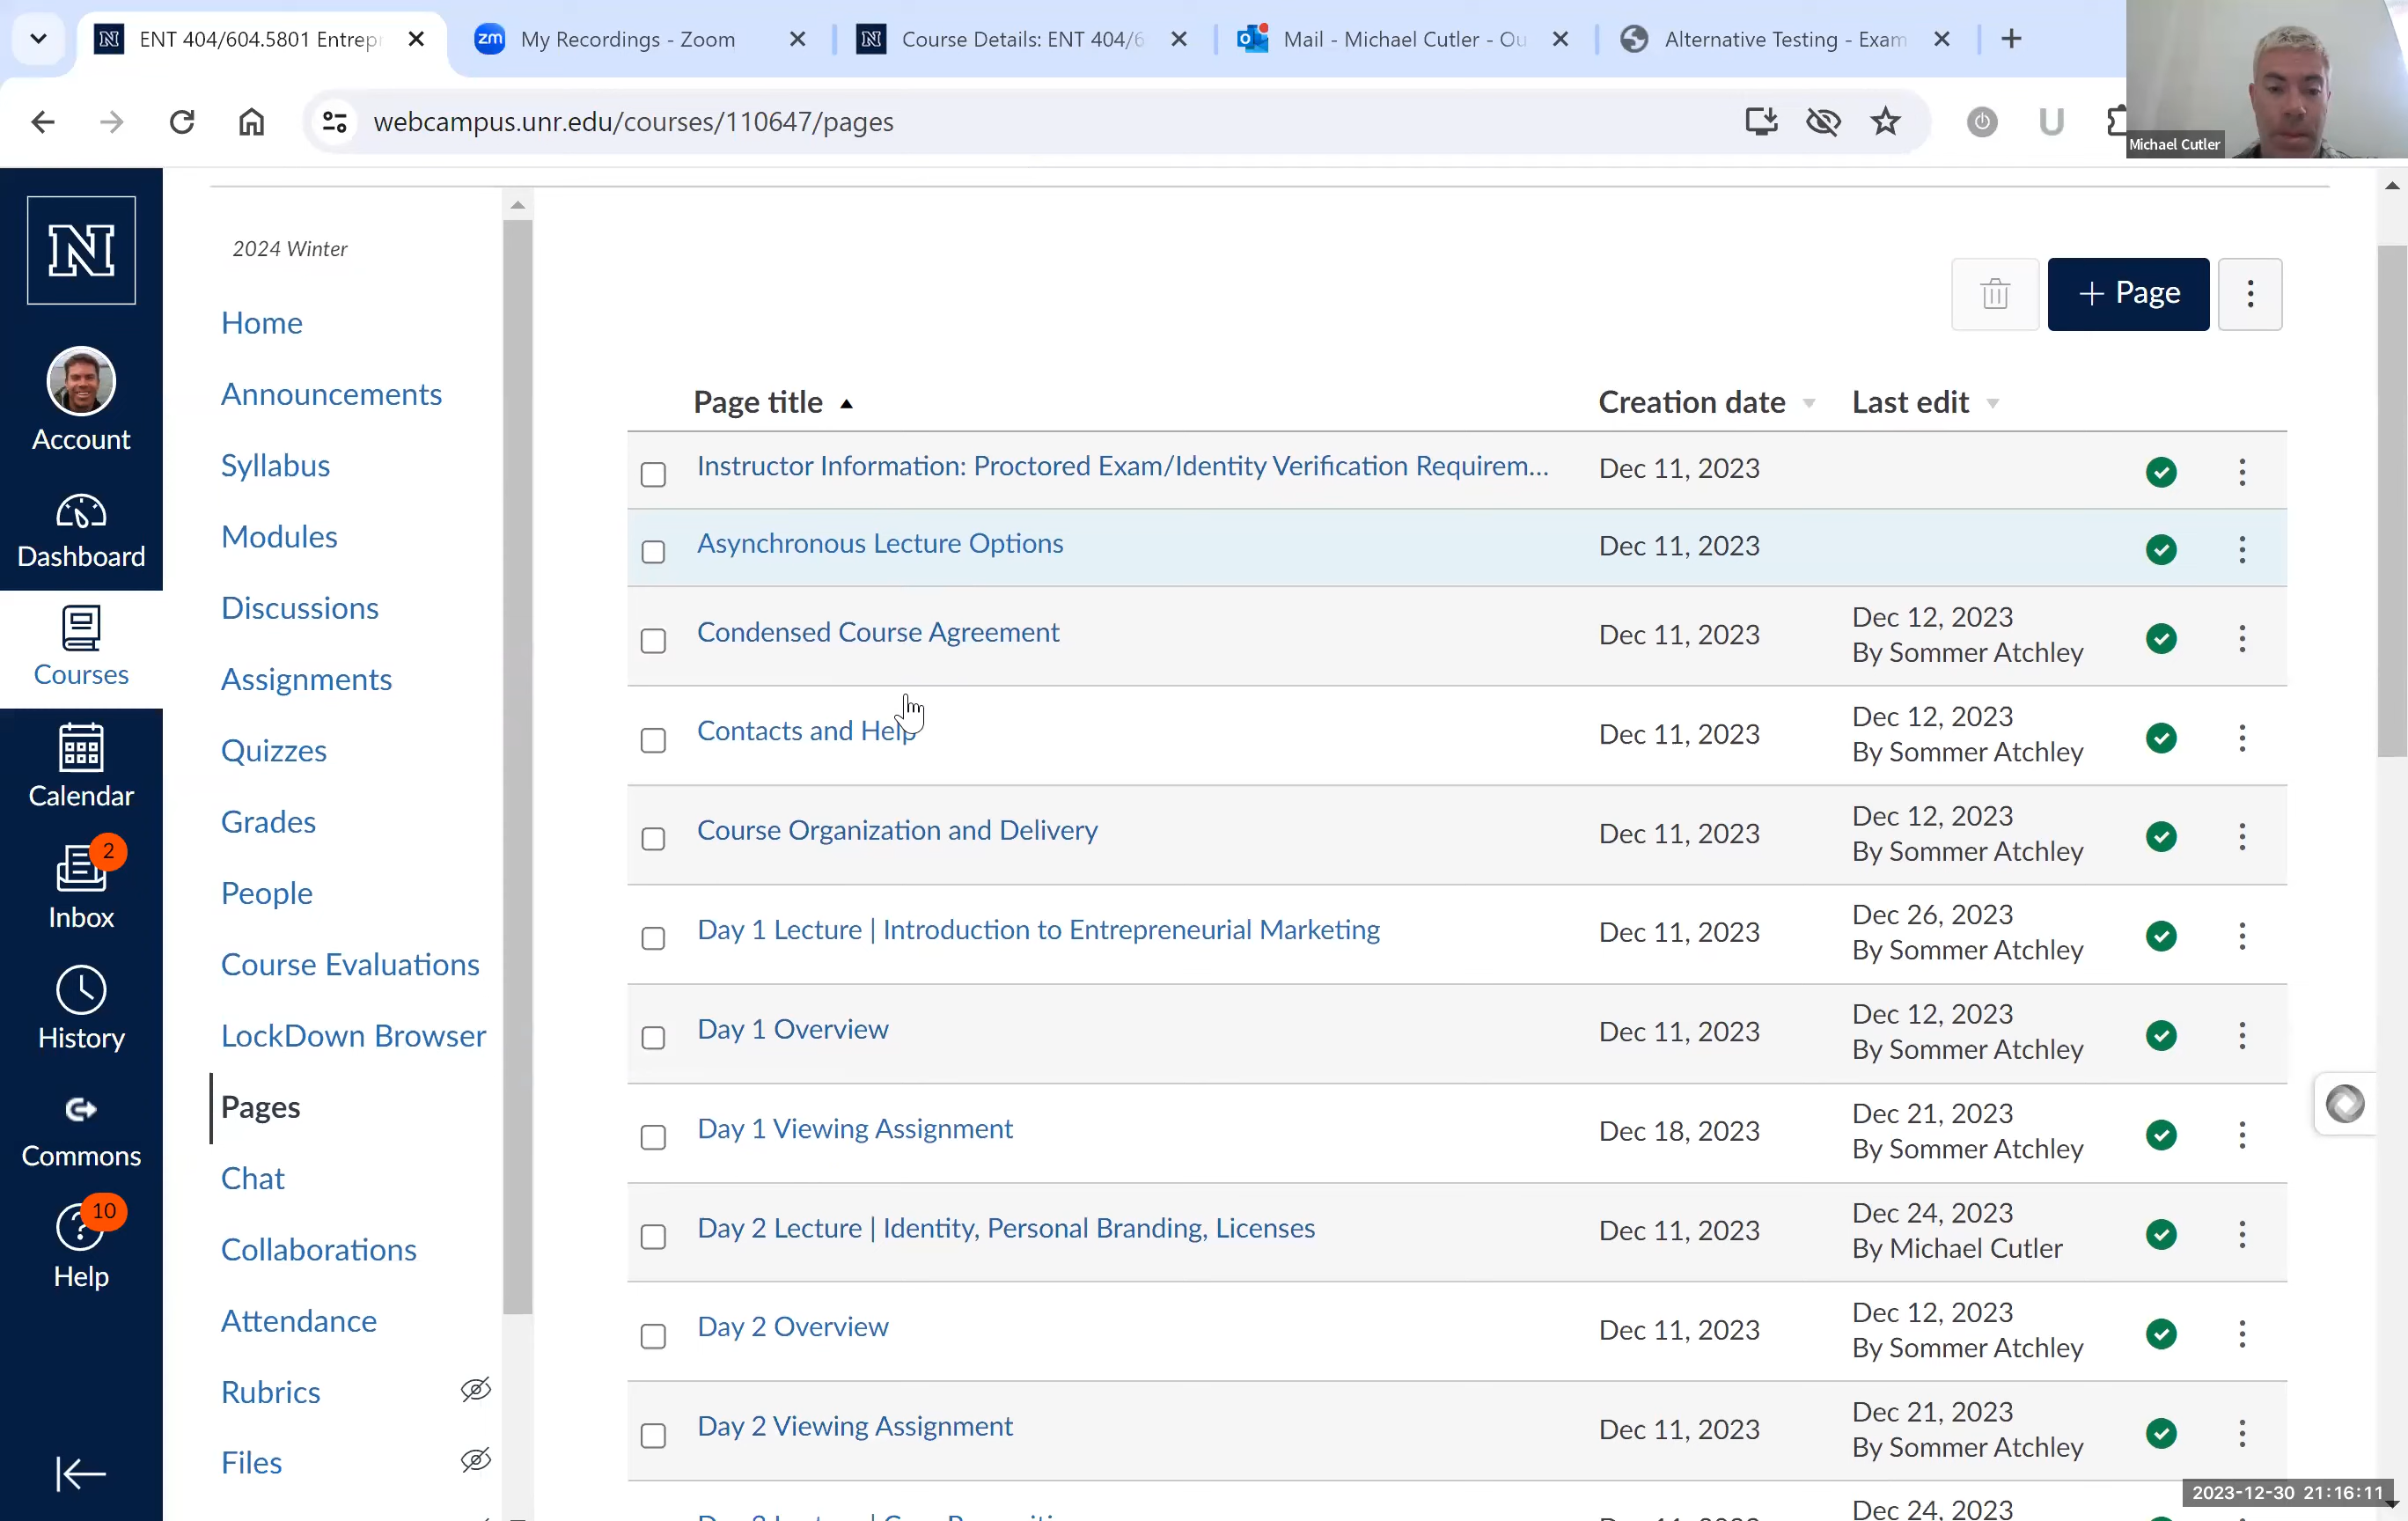 ENT 404/604.5801 Entrepr
My Recordings - Zoom
Course Details: ENT 404/6
Mail - Michael Cutler - Ou
Alternative Testing - Exam
webcampus.unr.edu/courses/110647/pages
Michael Cutler
N
Account
Dashboard
Courses
Calendar
2
Inbox
History
Commons
10
Help
2024 Winter
Home
Announcements
Syllabus
Modules
Discussions
Assignments
Quizzes
Grades
People
Course Evaluations
LockDown Browser
Pages
Chat
Collaborations
Attendance
Rubrics
Files
+ Page
Page title Creation date Last edit
Instructor Information: Proctored Exam/Identity Verification Requirem... Dec 11, 2023
Asynchronous Lecture Options Dec 11, 2023
Condensed Course Agreement Dec 11, 2023 Dec 12, 2023
By Sommer Atchley
Contacts and Help Dec 11, 2023 Dec 12, 2023
By Sommer Atchley
Course Organization and Delivery Dec 11, 2023 Dec 12, 2023
By Sommer Atchley
Day 1 Lecture | Introduction to Entrepreneurial Marketing Dec 11, 2023 Dec 26, 2023
By Sommer Atchley
Day 1 Overview Dec 11, 2023 Dec 12, 2023
By Sommer Atchley
Day 1 Viewing Assignment Dec 18, 2023 Dec 21, 2023
By Sommer Atchley
Day 2 Lecture | Identity, Personal Branding, Licenses Dec 11, 2023 Dec 24, 2023
By Michael Cutler
Day 2 Overview Dec 11, 2023 Dec 12, 2023
By Sommer Atchley
Day 2 Viewing Assignment Dec 11, 2023 Dec 21, 2023
By Sommer Atchley
Dec 24, 2023
2023-12-30 21:16:11